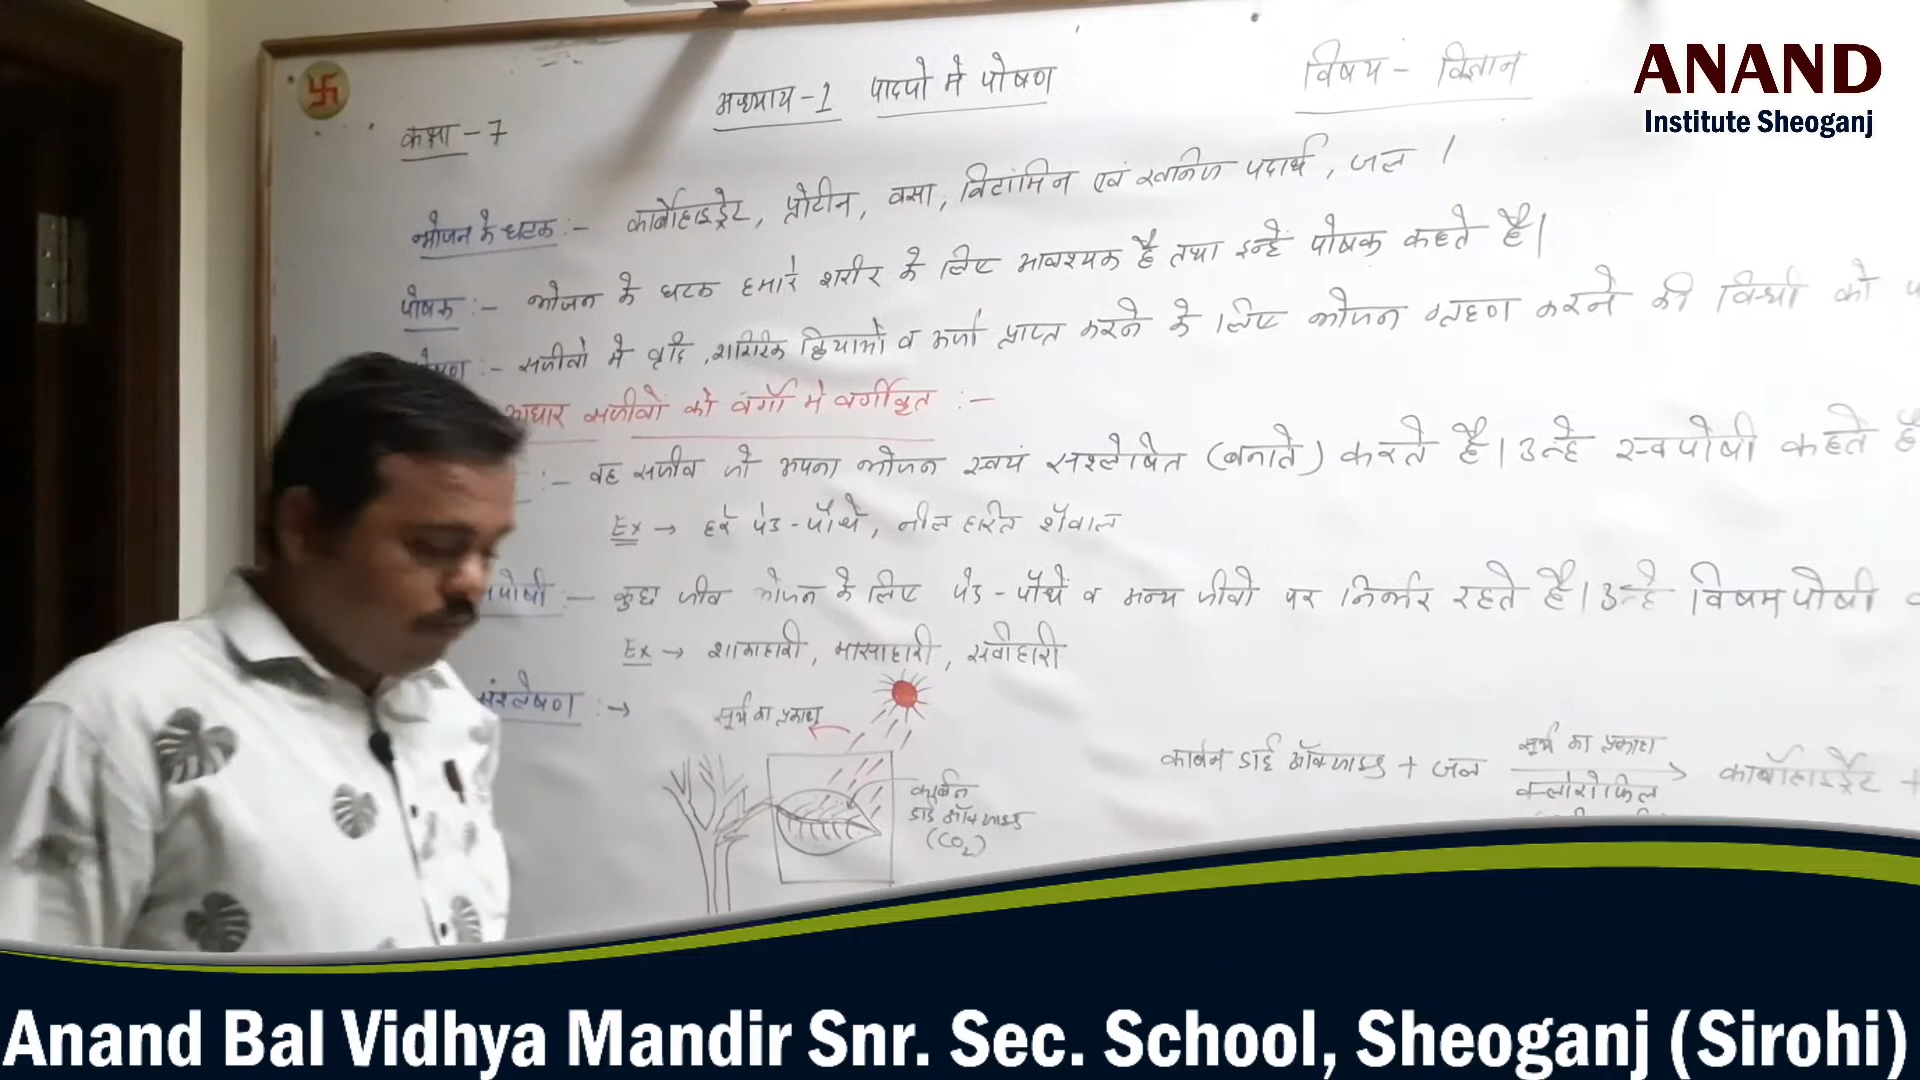 ANAND
Institute Sheoganj
विषय - विज्ञान
अध्याय-1 पादपो मे पोषण
कक्षा - 7
भोजन के घटक :- कार्बोहाइड्रेट, प्रोटीन, वसा, विटामिन एवं खनिज पदार्थ, जल ।
पोषक :- भोजन के घटक हमारे शरीर के लिए आवश्यक है तथा इन्हें पोषक कहते है।
:- सजीवो मे वृद्धि, शारिरिक क्रियाओं व ऊर्जा प्राप्त करने के लिए भोजन ग्रहण करने की विधी को
आधार सजीवों को वर्गो मे वर्गीकृत :-
:- वह सजीव जो अपना भोजन स्वयं संश्लेषित (बनाते) करते है। उन्हे स्वपोषी कहते है
Ex → हरे पेड-पौधे, नील हरित शैवाल
पोषी :- कुछ जीव भोजन के लिए पेड-पौधे व अन्य जीवो पर निर्भर रहते है। उन्हे विषमपोषी
Ex → शाकाहारी, मासाहारी, सर्वाहारी
संश्लेषण :→
सूर्य का प्रकाश
कार्बन
डाई ऑक्साइड
(CO₂)
कार्बन डाई ऑक्साइड + जल
सूर्य का प्रकाश
→
क्लोरोफिल
कार्बोहाइड्रेट +
Anand Bal Vidhya Mandir Snr. Sec. School, Sheoganj (Sirohi)